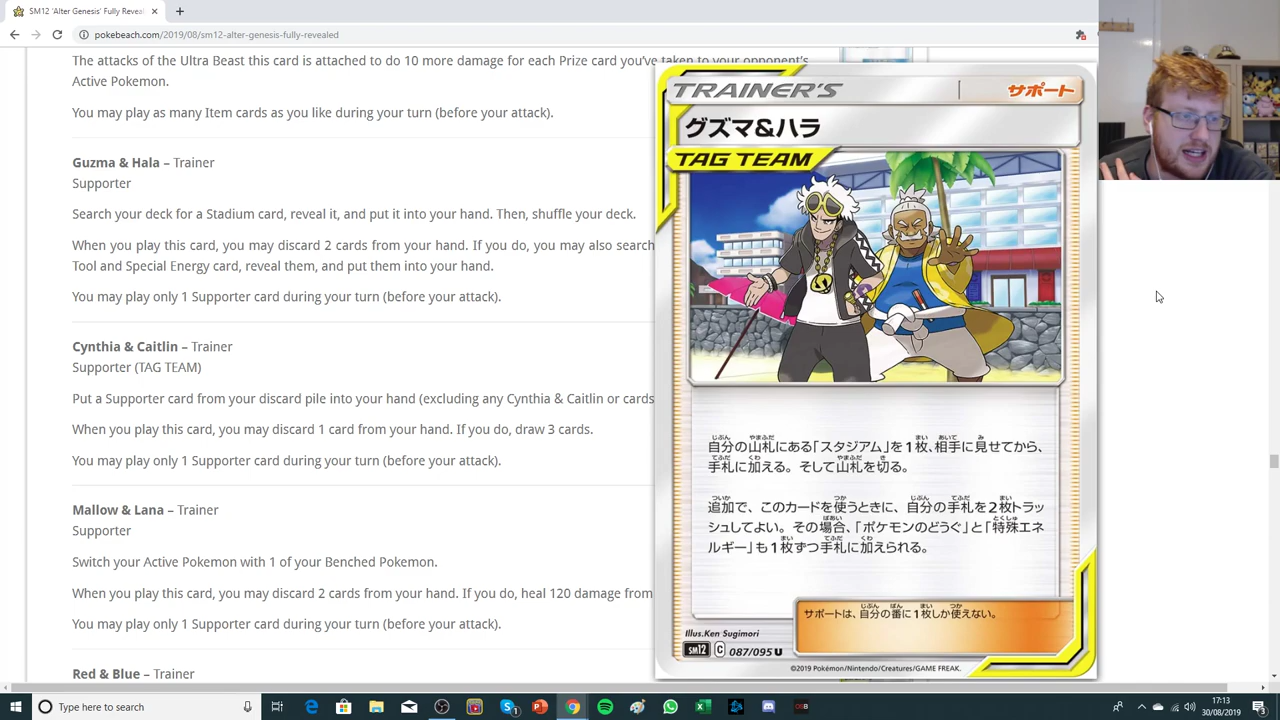 SM12 'Alter Genesis' Fully Reveal
pokebeach.com/2019/08/sm12-alter-genesis-fully-revealed
The attacks of the Ultra Beast this card is attached to do 10 more damage for each Prize card you've taken to your opponent's
Active Pokemon.
You may play as many Item cards as you like during your turn (before your attack).
Guzma & Hala – Trainer
Supporter
Search your deck for a Stadium card, reveal it, and put it into your hand. Then, shuffle your deck.
When you play this card, you may discard 2 cards from your hand. If you do, you may also search
Tool and Special Energy card, reveal them, and put them into your hand.
You may play only 1 Supporter card during your turn (before your attack).
Cynthia & Caitlin – Trainer
Supporter (TAG TEAM)
Put a Supporter card from your discard pile into your hand (excluding any Cynthia & Caitlin or cards
When you play this card, you may discard 1 card from your hand. If you do, draw 3 cards.
You may play only 1 Supporter card during your turn (before your attack).
Mallow & Lana – Trainer
Supporter
Switch your Active Pokemon with 1 of your Benched Pokemon.
When you play this card, you may discard 2 cards from your hand. If you do, heal 120 damage from
You may play only 1 Supporter card during your turn (before your attack).
Red & Blue – Trainer
TRAINER'S
サポート
グズマ&ハラ
TAG TEAM
自分の山札にある「スタジアム」を1枚、相手に見せてから、
手札に加える。そして山札を切る。
追加で、このカードを使うときに、自分の手札を2枚トラッ
シュしてよい。その場合、「ポケモンのどうぐ」と「特殊エネ
ルギー」も1枚ずつ手札に加えられる。
サポートは、自分の番に1枚しか使えない。
Illus.Ken Sugimori
SM12 C 087/095 U
©2019 Pokémon/Nintendo/Creatures/GAME FREAK.
Type here to search
17:13
30/08/2019